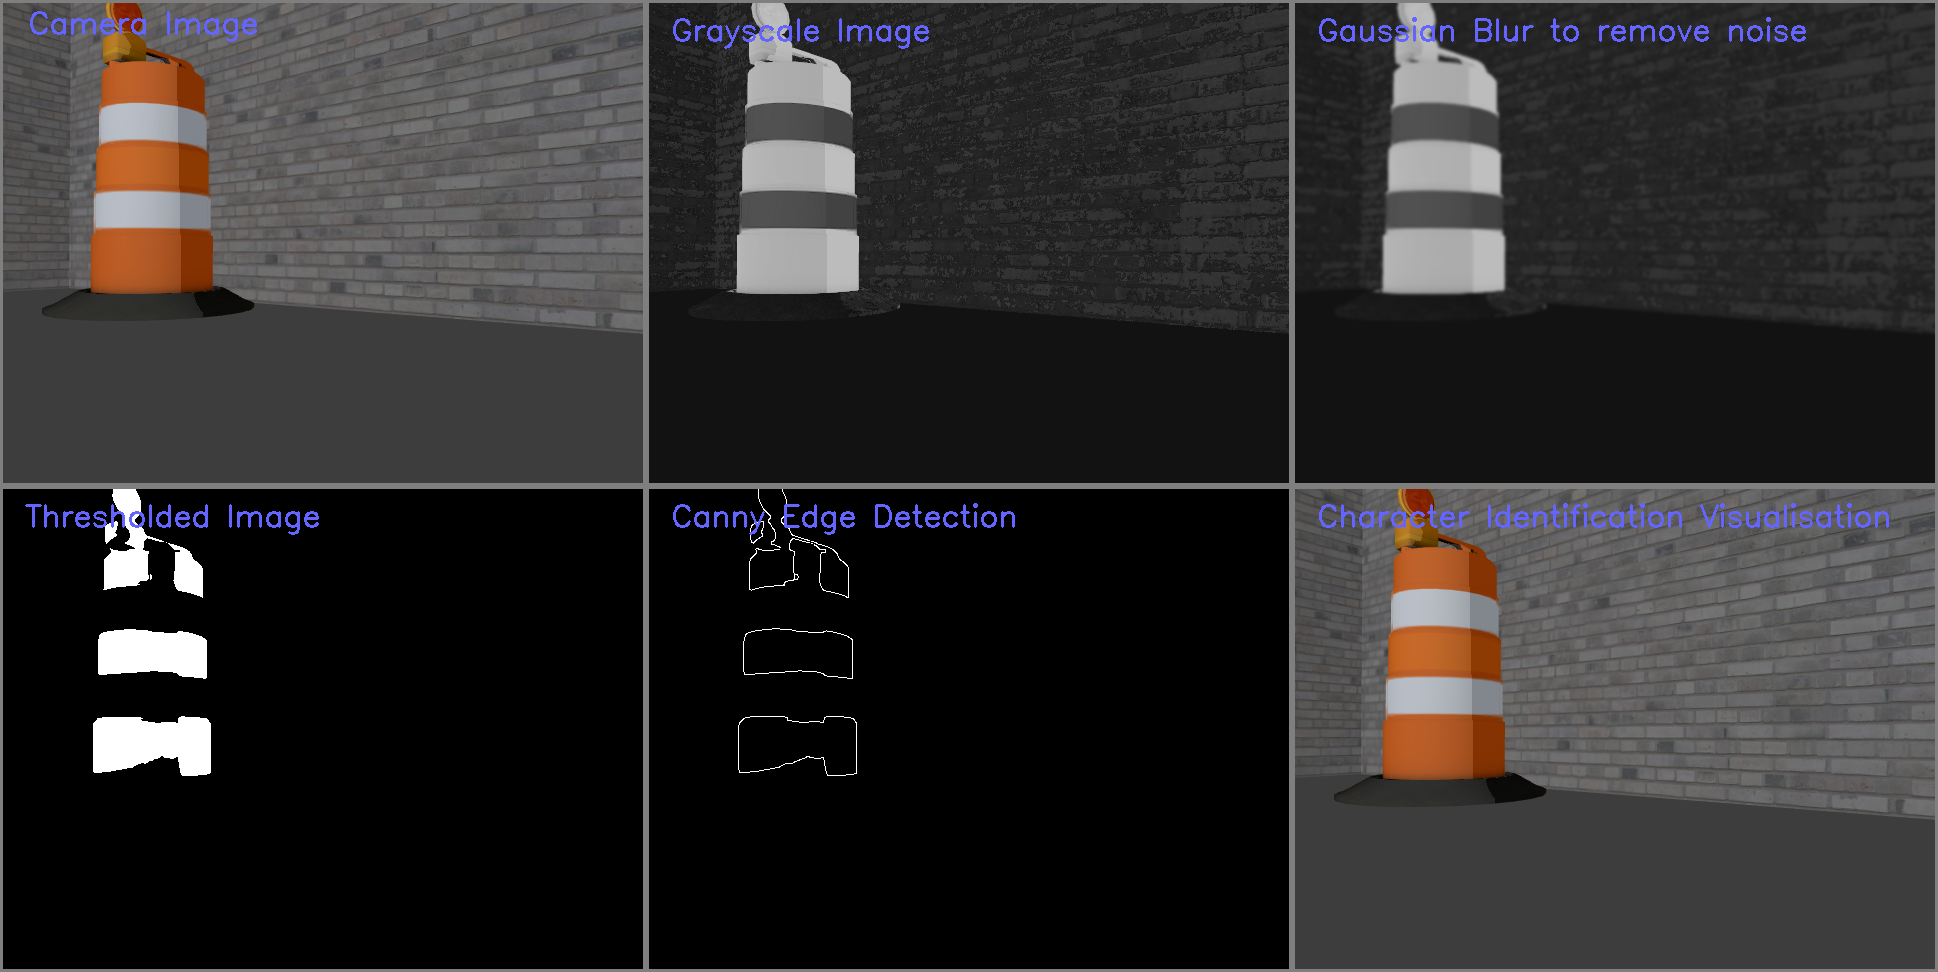 Camera Image
Grayscale Image
Gaussian Blur to remove noise
Thresholded Image
Canny Edge Detection
Character Identification Visualisation